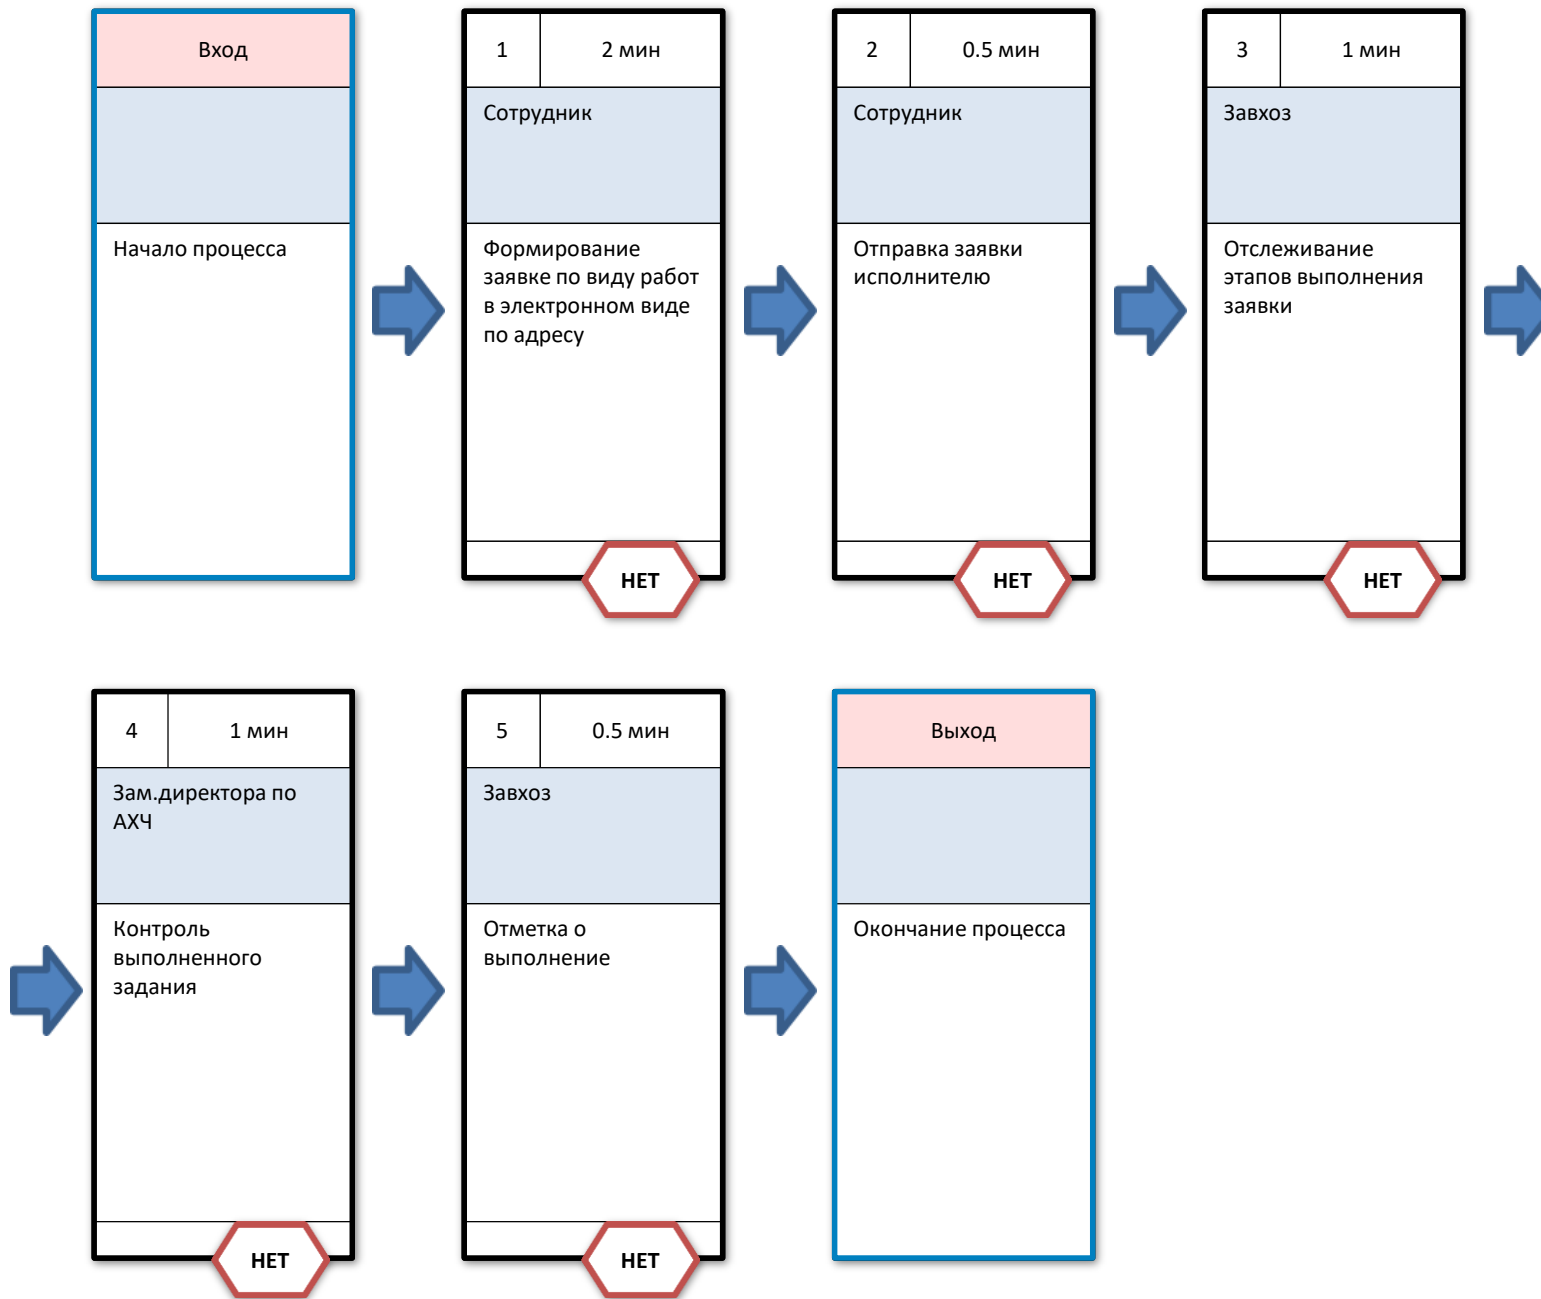 Вход
Начало процесса
1
2 мин
Сотрудник
Формирование
заявке по виду работ
в электронном виде
по адресу
НЕТ
2
0.5 мин
Сотрудник
Отправка заявки
исполнителю
НЕТ
3
1 мин
Завхоз
Отслеживание
этапов выполнения
заявки
НЕТ
4
1 мин
Зам.директора по
АХЧ
Контроль
выполненного
задания
НЕТ
5
0.5 мин
Завхоз
Отметка о
выполнение
НЕТ
Выход
Окончание процесса